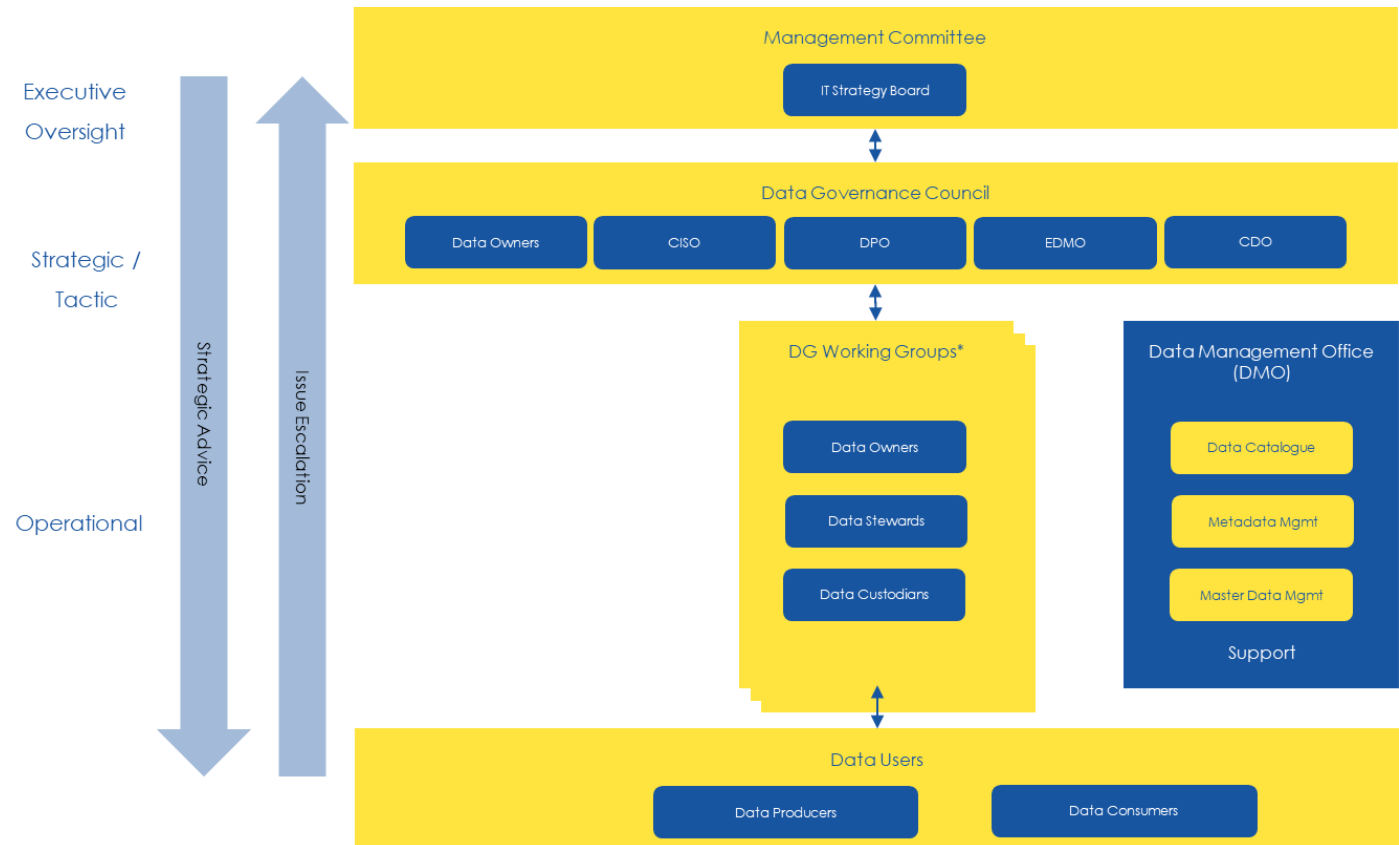 Management Committee
IT Strategy Board
Executive
Oversight
Data Governance Council
Data Owners
CISO
DPO
EDMO
CDO
Strategic /
Tactic
Strategic Advice
Issue Escalation
DG Working Groups*
Data Owners
Data Stewards
Data Custodians
Data Management Office
(DMO)
Data Catalogue
Metadata Mgmt
Master Data Mgmt
Support
Operational
Data Users
Data Producers
Data Consumers